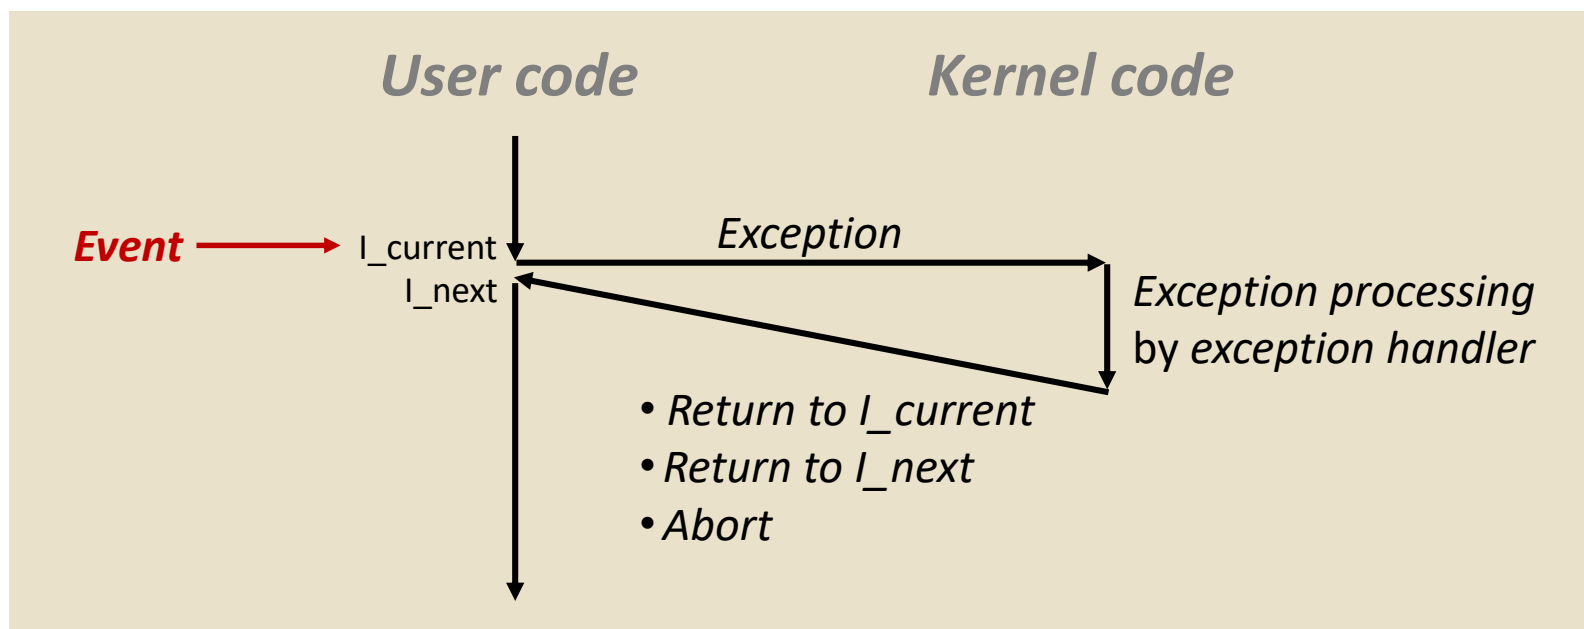 User code
Kernel code
Event
I_current
Exception
I_next
Exception processing
by exception handler
• Return to I_current
• Return to I_next
• Abort